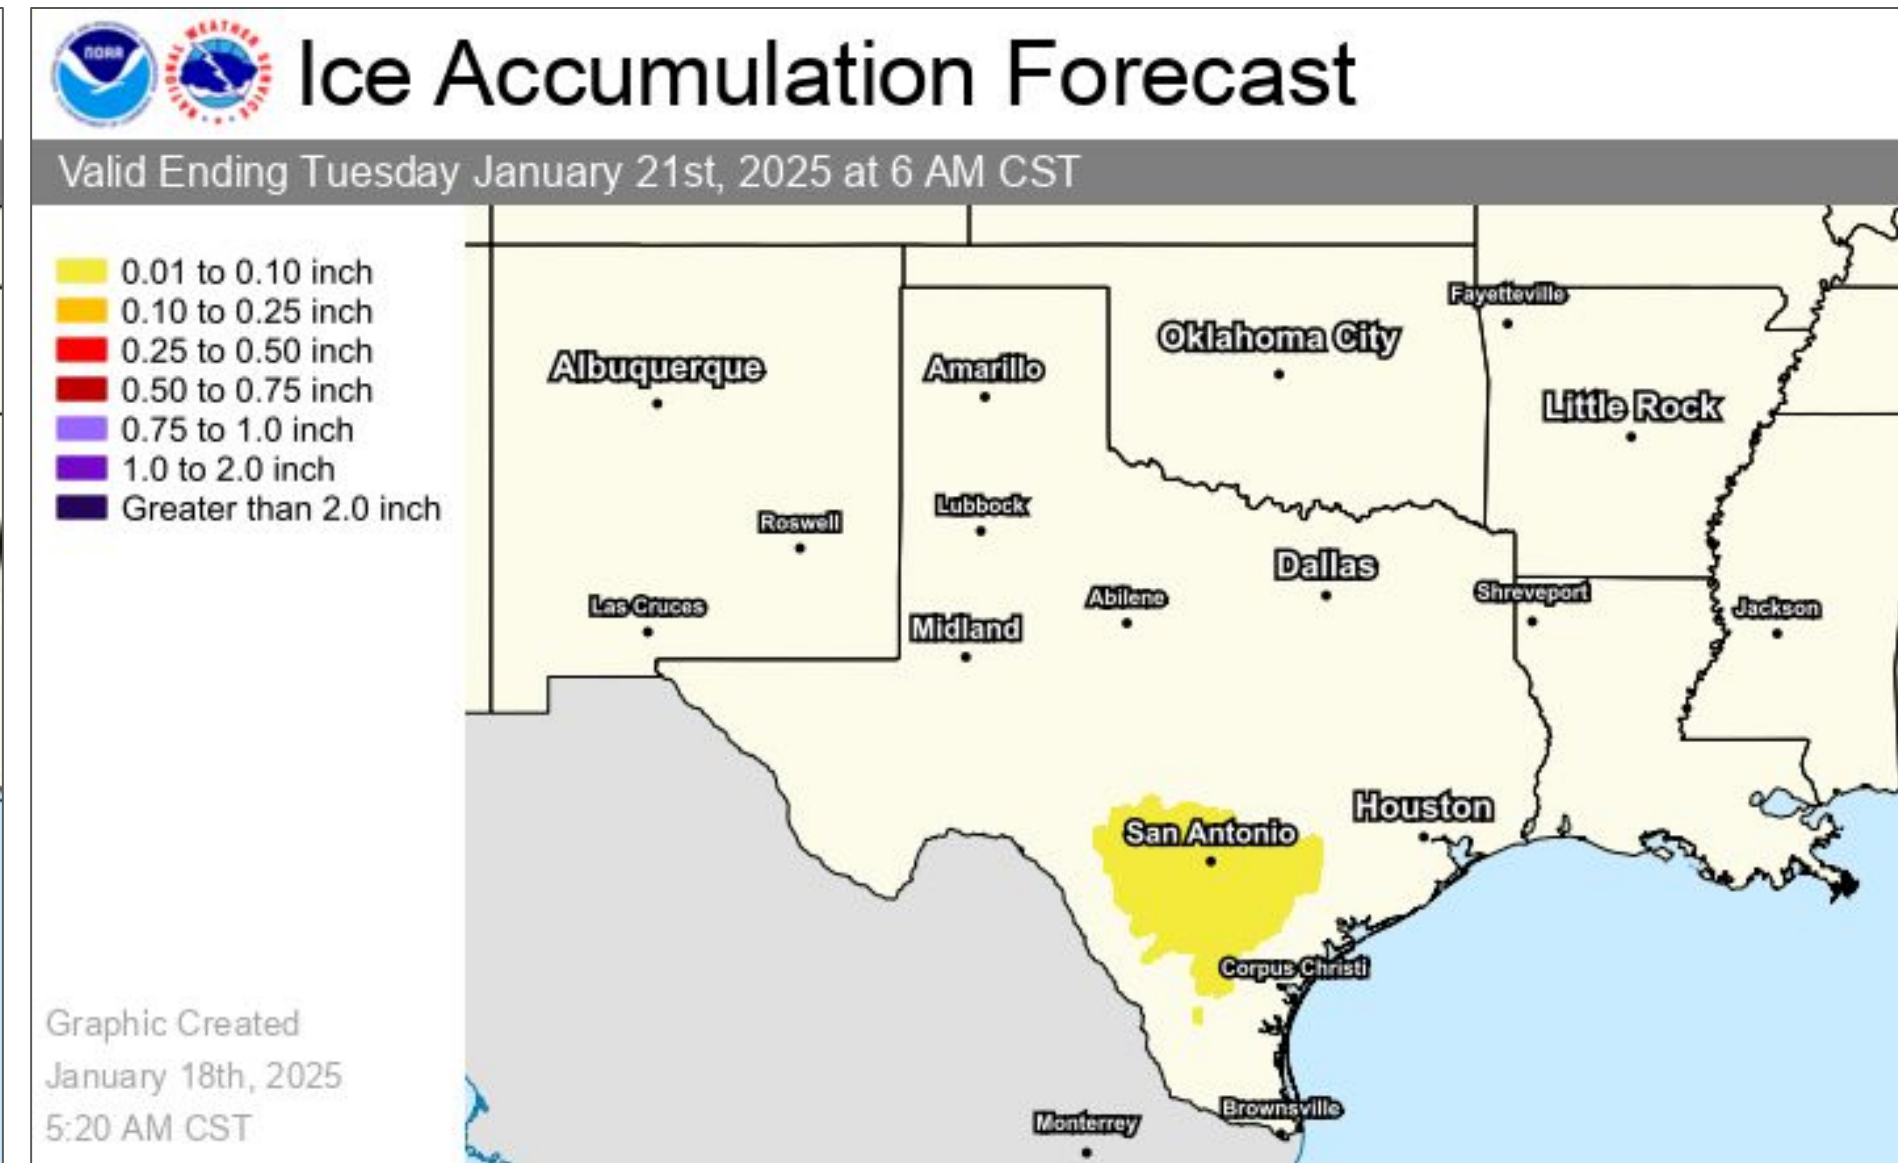 noaa
NATIONAL WEATHER SERVICE
Ice Accumulation Forecast
Valid Ending Tuesday January 21st, 2025 at 6 AM CST
0.01 to 0.10 inch
0.10 to 0.25 inch
0.25 to 0.50 inch
0.50 to 0.75 inch
0.75 to 1.0 inch
1.0 to 2.0 inch
Greater than 2.0 inch
Fayetteville
Oklahoma City
Albuquerque
Amarillo
Little Rock
Lubbock
Roswell
Dallas
Shreveport
Abilene
Las Cruces
Jackson
Midland
Houston
San Antonio
Corpus Christi
Brownsville
Monterrey
Graphic Created
January 18th, 2025
5:20 AM CST